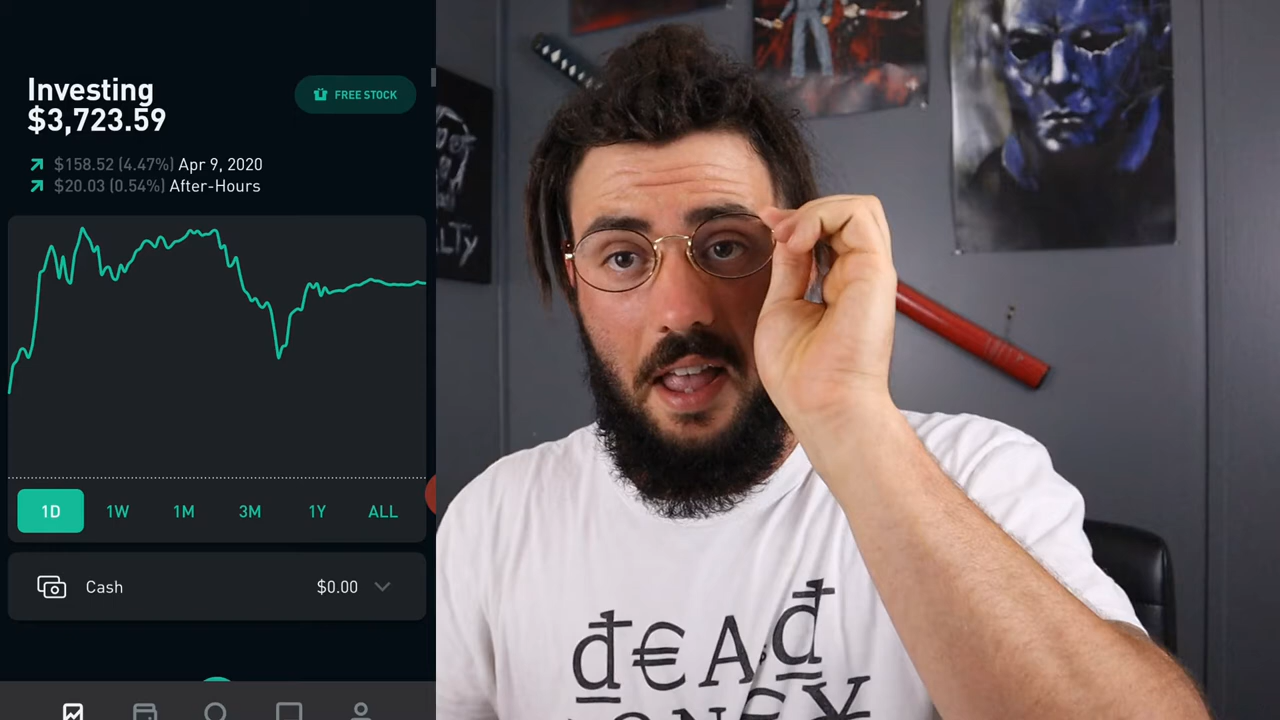 Investing
$3,723.59
FREE STOCK
$158.52 (4.47%) Apr 9, 2020
$20.03 (0.54%) After-Hours
1D 1W 1M 3M 1Y ALL
Cash $0.00
đ€Ađ